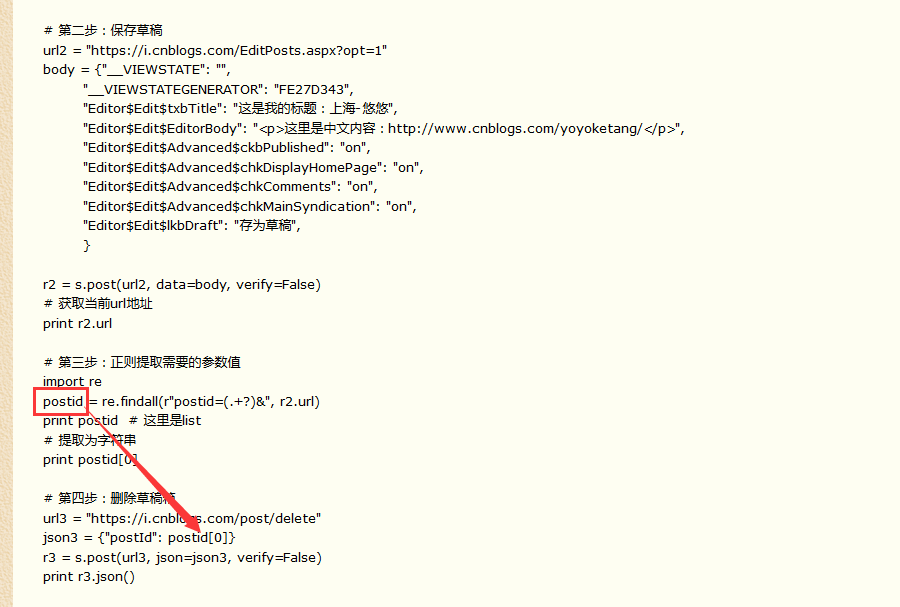 # 第二步：保存草稿
url2 = "https://i.cnblogs.com/EditPosts.aspx?opt=1"
body = {"__VIEWSTATE": "",
"__VIEWSTATEGENERATOR": "FE27D343",
"Editor$Edit$txbTitle": "这是我的标题：上海-悠悠",
"Editor$Edit$EditorBody": "<p>这里是中文内容：http://www.cnblogs.com/yoyoketang/</p>",
"Editor$Edit$Advanced$ckbPublished": "on",
"Editor$Edit$Advanced$chkDisplayHomePage": "on",
"Editor$Edit$Advanced$chkComments": "on",
"Editor$Edit$Advanced$chkMainSyndication": "on",
"Editor$Edit$lkbDraft": "存为草稿",
}
r2 = s.post(url2, data=body, verify=False)
# 获取当前url地址
print r2.url
# 第三步：正则提取需要的参数值
import re
postid = re.findall(r"postid=(.+?)&", r2.url)
print postid  # 这里是list
# 提取为字符串
print postid[0]
# 第四步：删除草稿箱
url3 = "https://i.cnblogs.com/post/delete"
json3 = {"postId": postid[0]}
r3 = s.post(url3, json=json3, verify=False)
print r3.json()